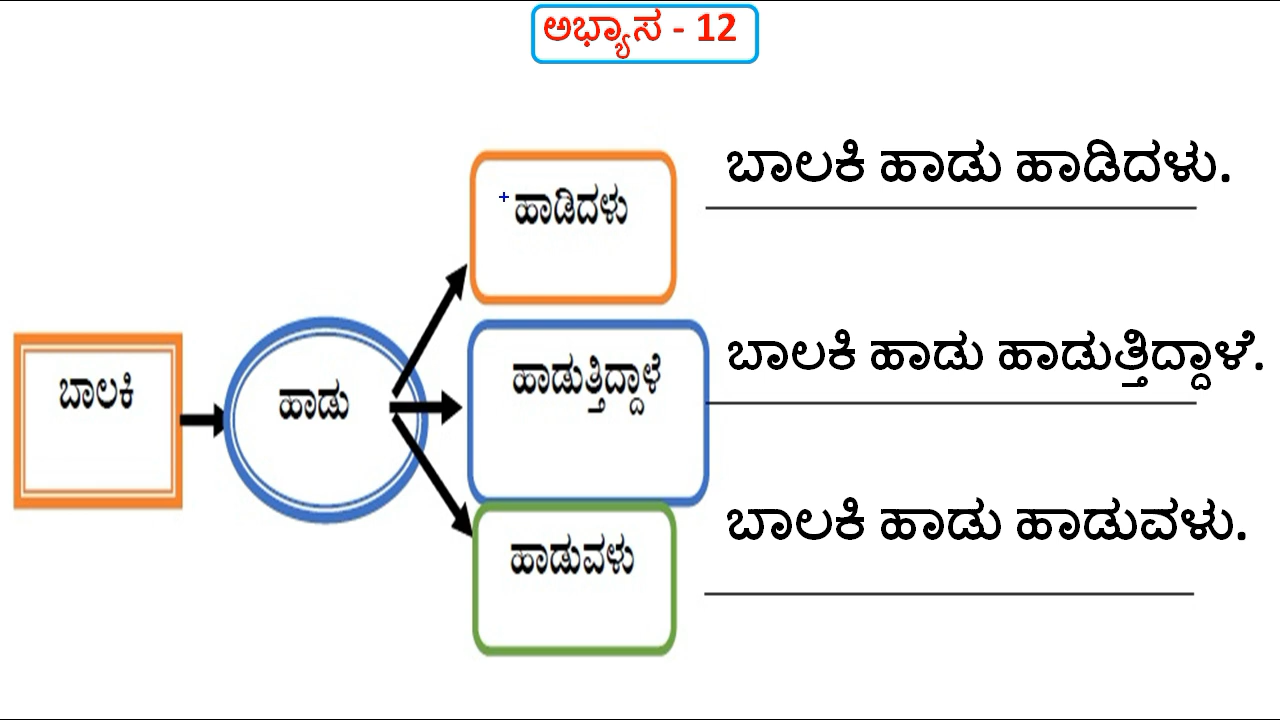 ಅಭ್ಯಾಸ - 12
ಹಾಡಿದಳು
ಬಾಲಕಿ ಹಾಡು ಹಾಡಿದಳು.
ಬಾಲಕಿ
ಹಾಡು
ಹಾಡುತ್ತಿದ್ದಾಳೆ
ಬಾಲಕಿ ಹಾಡು ಹಾಡುತ್ತಿದ್ದಾಳೆ.
ಹಾಡುವಳು
ಬಾಲಕಿ ಹಾಡು ಹಾಡುವಳು.